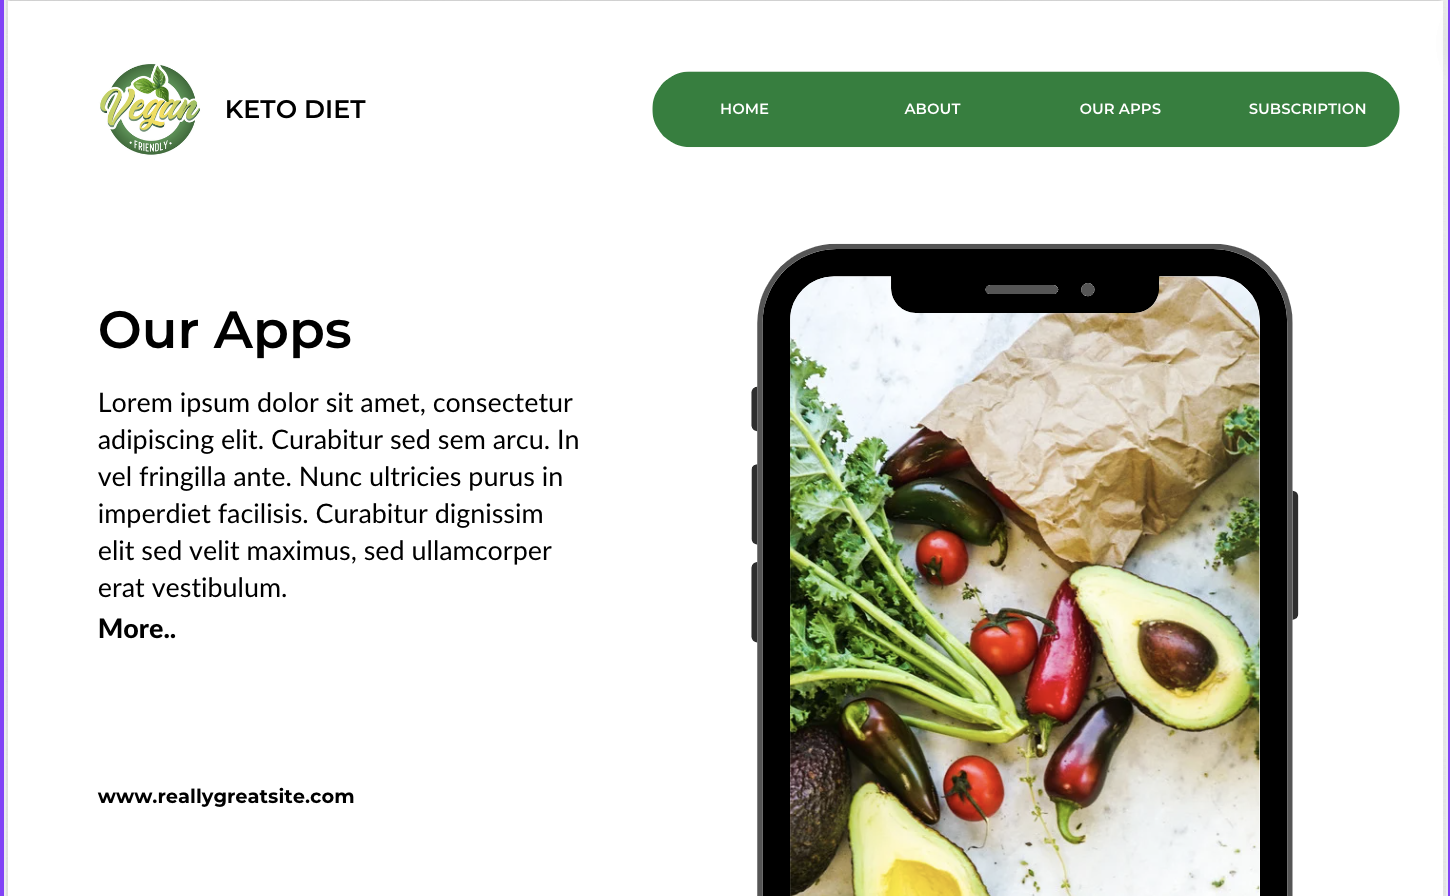 Vegan
• FRIENDLY •
KETO DIET
HOME
ABOUT
OUR APPS
SUBSCRIPTION
Our Apps
Lorem ipsum dolor sit amet, consectetur
adipiscing elit. Curabitur sed sem arcu. In
vel fringilla ante. Nunc ultricies purus in
imperdiet facilisis. Curabitur dignissim
elit sed velit maximus, sed ullamcorper
erat vestibulum.
More..
www.reallygreatsite.com